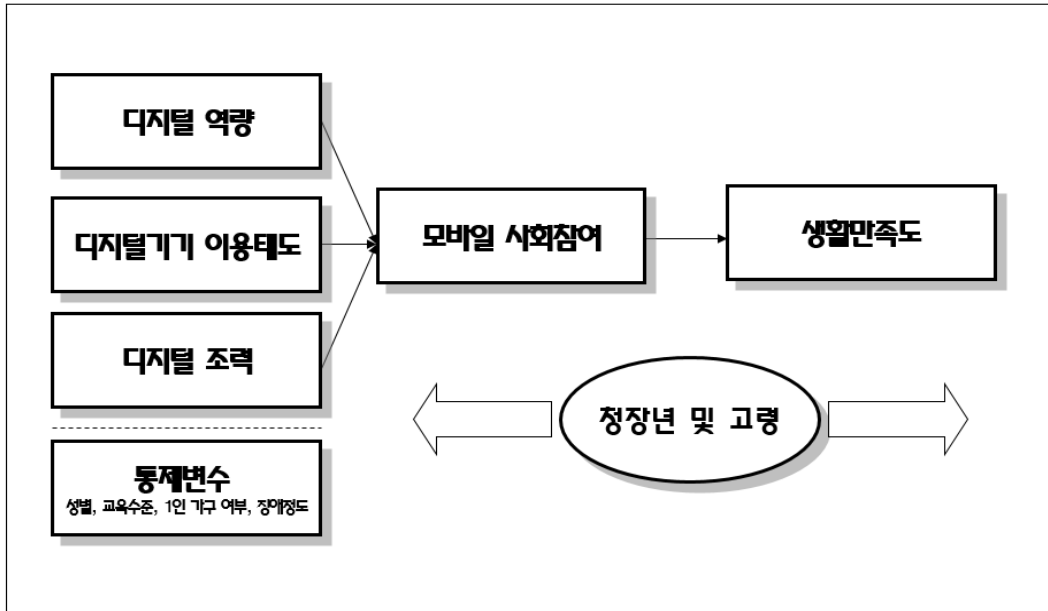 디지털 역량
디지털기기 이용태도
디지털 조력
통제변수
성별, 교육수준, 1인 가구 여부, 장애정도
모바일 사회참여
생활만족도
청장년 및 고령